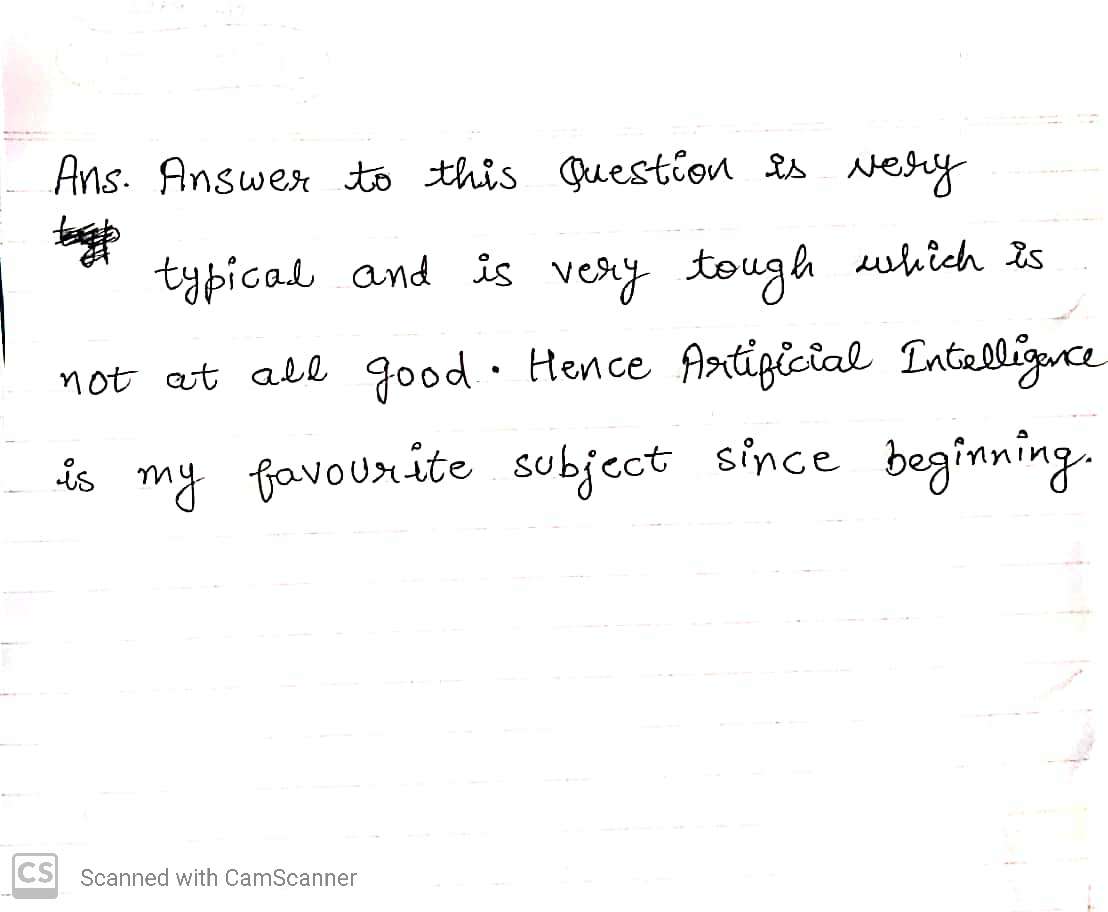 Ans. Answer to this Question is very
typical and is very tough which is
not at all good. Hence Artificial Intelligence
is my favourite subject since beginning.
CS Scanned with CamScanner